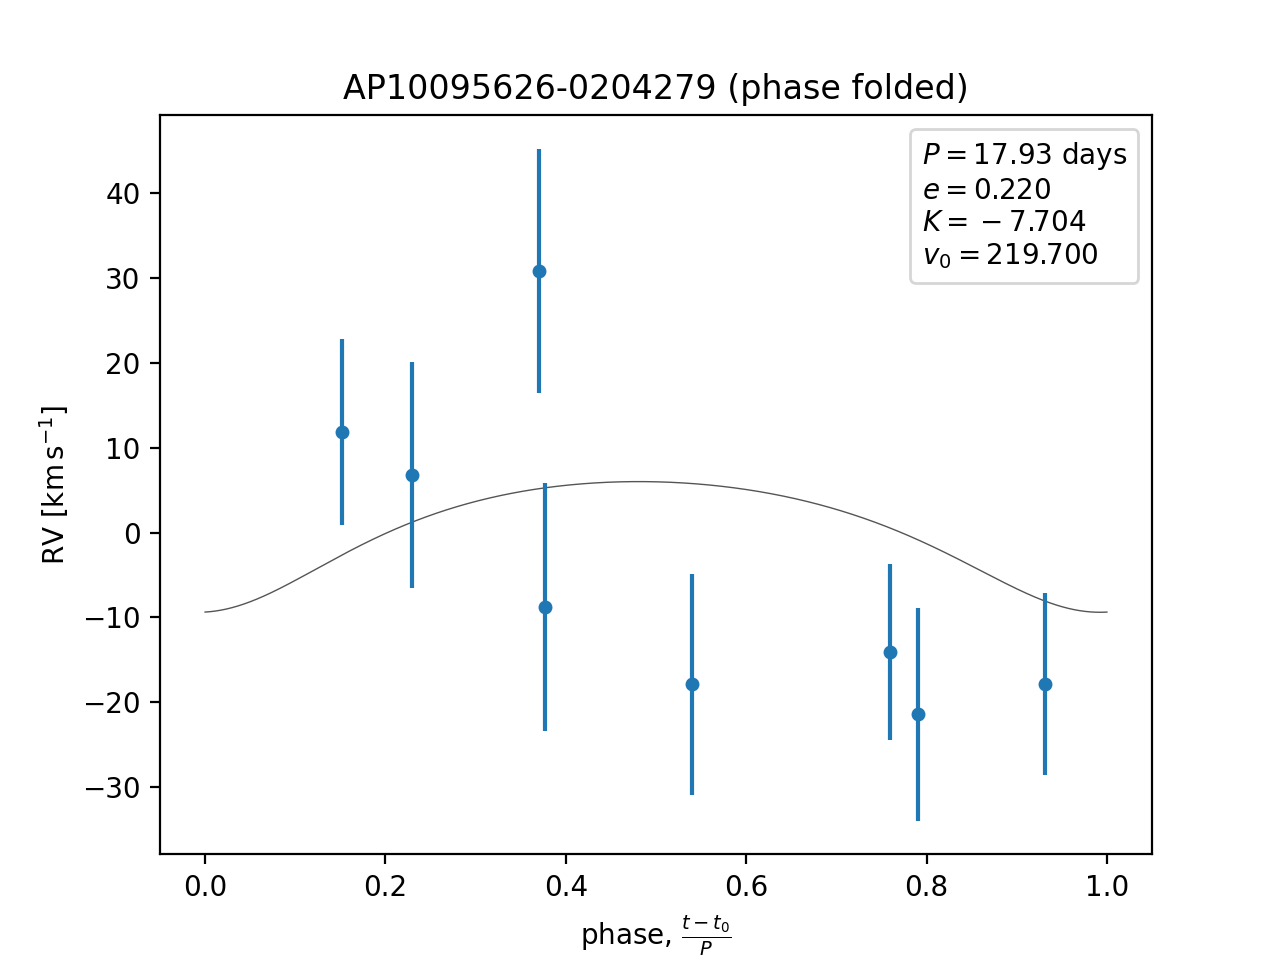 AP10095626-0204279 (phase folded)
P = 17.93 days
e = 0.220
K = −7.704
v₀ = 219.700
RV [km s⁻¹]
40
30
20
10
0
−10
−20
−30
0.0 0.2 0.4 0.6 0.8 1.0
phase, (t − t₀)/P